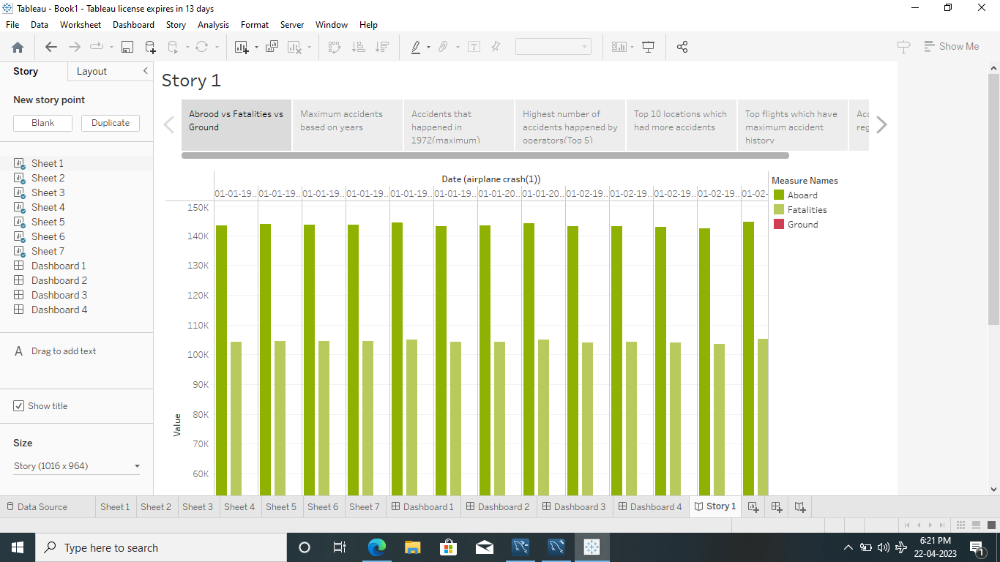 Tableau - Book1 - Tableau license expires in 13 days
File Data Worksheet Dashboard Story Analysis Format Server Window Help
Show Me
Story Layout
New story point
Blank Duplicate
Sheet 1
Sheet 2
Sheet 3
Sheet 4
Sheet 5
Sheet 6
Sheet 7
Dashboard 1
Dashboard 2
Dashboard 3
Dashboard 4
A Drag to add text
Show title
Size
Story (1016 x 964)
Story 1
Abrood vs Fatalities vs
Ground
Maximum accidents
based on years
Accidents that
happened in
1972(maximum)
Highest number of
accidents happened by
operators(Top 5)
Top 10 locations which
had more accidents
Top flights which have
maximum accident
history
Date (airplane crash(1))
01-01-19.. 01-01-19.. 01-01-19.. 01-01-19.. 01-01-19.. 01-01-19.. 01-01-20.. 01-01-20.. 01-02-19.. 01-02-19.. 01-02-19.. 01-02-19.. 01-02-
150K
140K
130K
120K
110K
100K
90K
80K
70K
60K
Value
Measure Names
Aboard
Fatalities
Ground
Data Source Sheet 1 Sheet 2 Sheet 3 Sheet 4 Sheet 5 Sheet 6 Sheet 7 Dashboard 1 Dashboard 2 Dashboard 3 Dashboard 4 Story 1
Type here to search
6:21 PM
22-04-2023
1